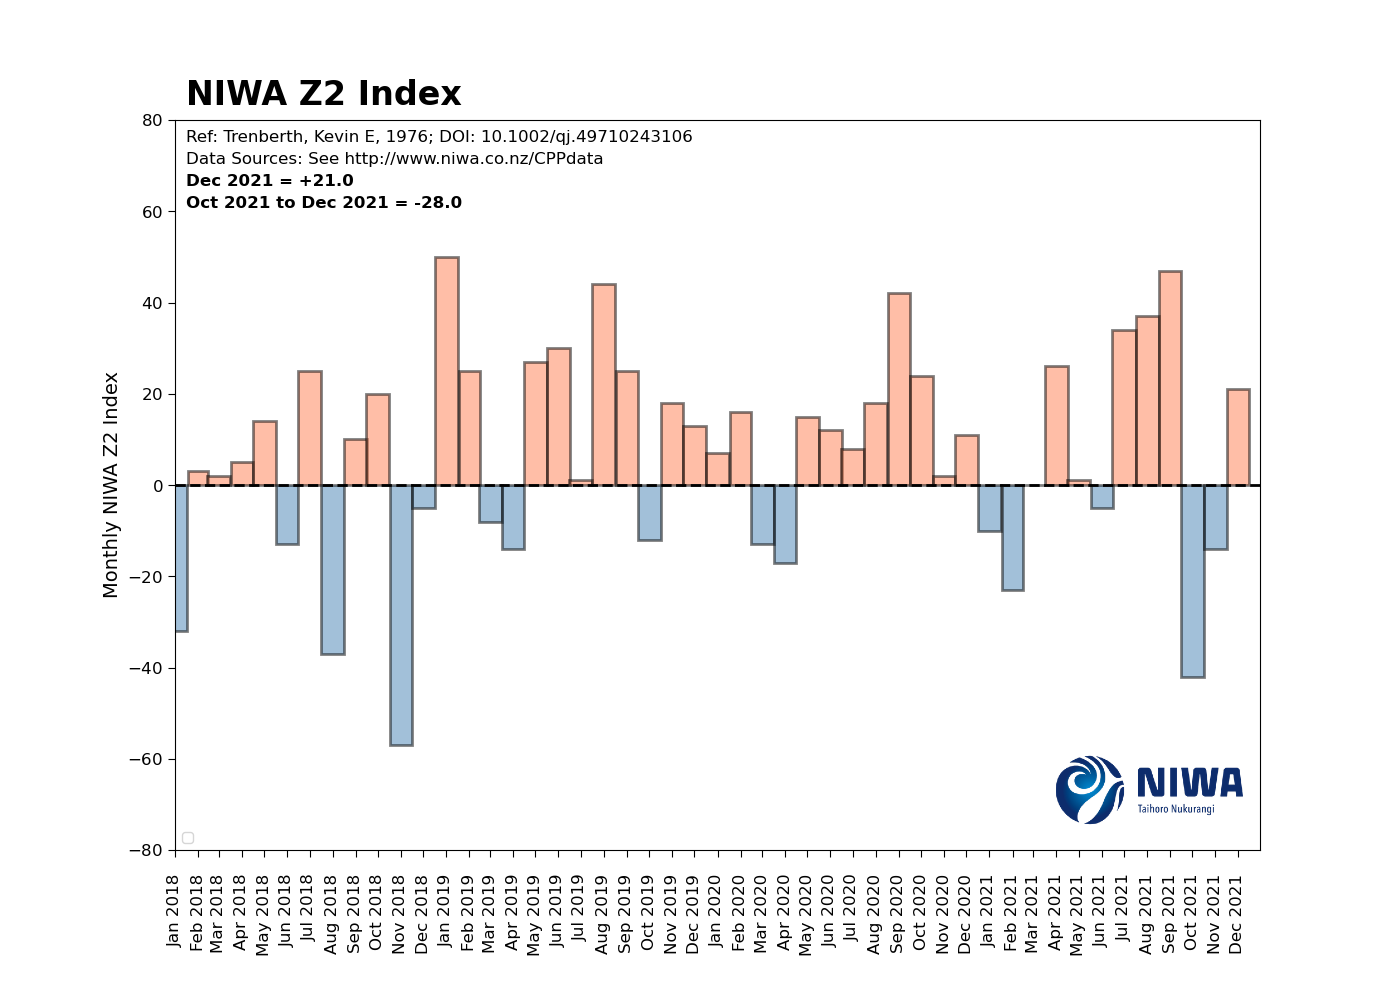 NIWA Z2 Index
Ref: Trenberth, Kevin E, 1976; DOI: 10.1002/qj.49710243106
Data Sources: See http://www.niwa.co.nz/CPPdata
Dec 2021 = +21.0
Oct 2021 to Dec 2021 = -28.0
Monthly NIWA Z2 Index
80
60
40
20
0
−20
−40
−60
−80
NIWA
Taihoro Nukurangi
Jan 2018
Feb 2018
Mar 2018
Apr 2018
May 2018
Jun 2018
Jul 2018
Aug 2018
Sep 2018
Oct 2018
Nov 2018
Dec 2018
Jan 2019
Feb 2019
Mar 2019
Apr 2019
May 2019
Jun 2019
Jul 2019
Aug 2019
Sep 2019
Oct 2019
Nov 2019
Dec 2019
Jan 2020
Feb 2020
Mar 2020
Apr 2020
May 2020
Jun 2020
Jul 2020
Aug 2020
Sep 2020
Oct 2020
Nov 2020
Dec 2020
Jan 2021
Feb 2021
Mar 2021
Apr 2021
May 2021
Jun 2021
Jul 2021
Aug 2021
Sep 2021
Oct 2021
Nov 2021
Dec 2021